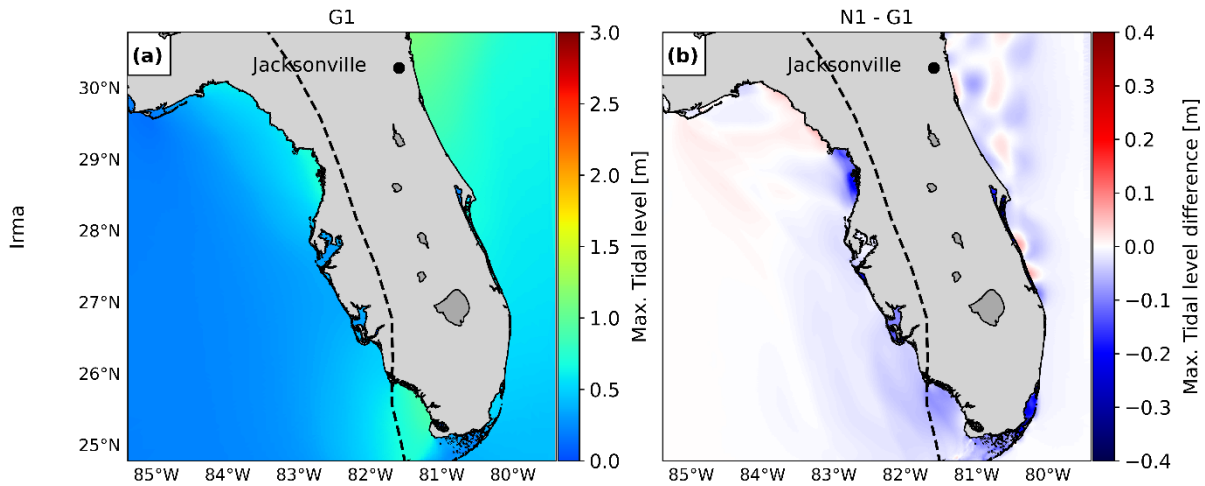 G1
N1 - G1
(a)
Jacksonville
(b)
Jacksonville
Irma
30°N
29°N
28°N
27°N
26°N
25°N
85°W
84°W
83°W
82°W
81°W
80°W
3.0
2.5
2.0
1.5
1.0
0.5
0.0
Max. Tidal level [m]
85°W
84°W
83°W
82°W
81°W
80°W
0.4
0.3
0.2
0.1
0.0
−0.1
−0.2
−0.3
−0.4
Max. Tidal level difference [m]